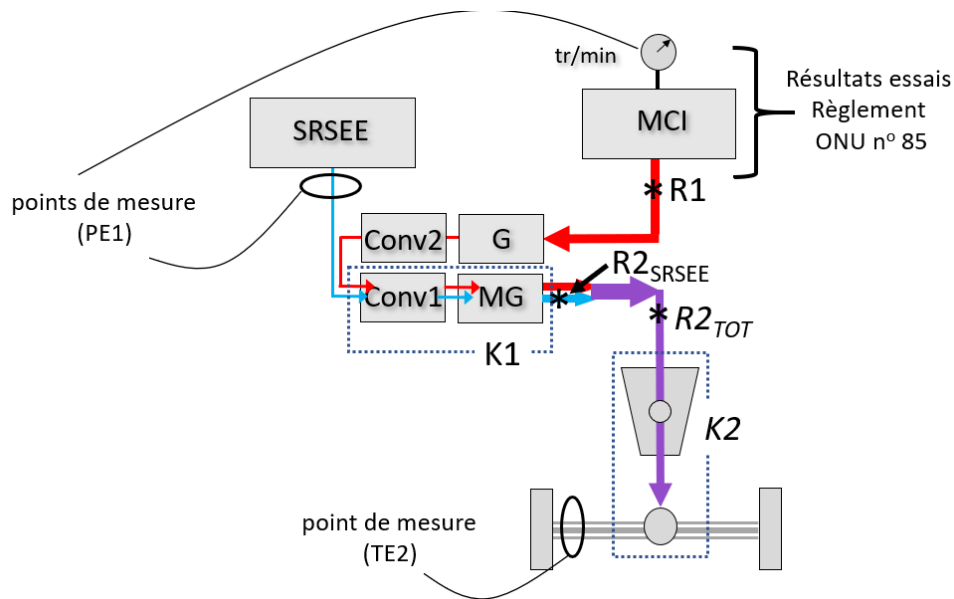 tr/min
Résultats essais
Règlement
ONU nº 85
SRSEE
MCI
R1
points de mesure
(PE1)
Conv2
G
R2SRSEE
Conv1
MG
R2TOT
K1
K2
point de mesure
(TE2)